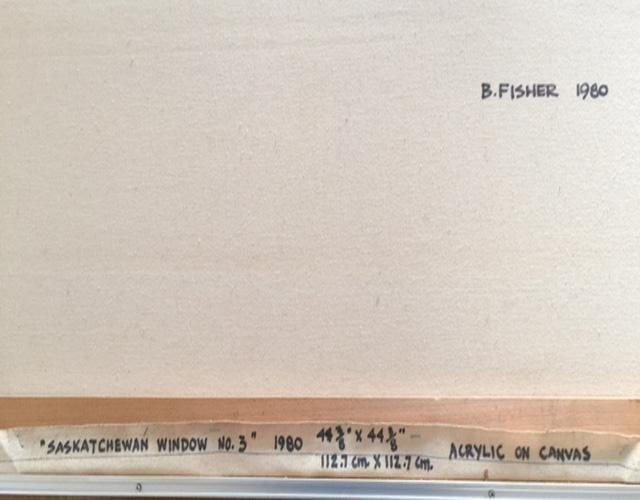 B.FISHER 1980
"SASKATCHEWAN WINDOW NO. 3" 1980 44 3/8" X 44 3/8" ACRYLIC ON CANVAS
112.7 cm. X 112.7 cm.